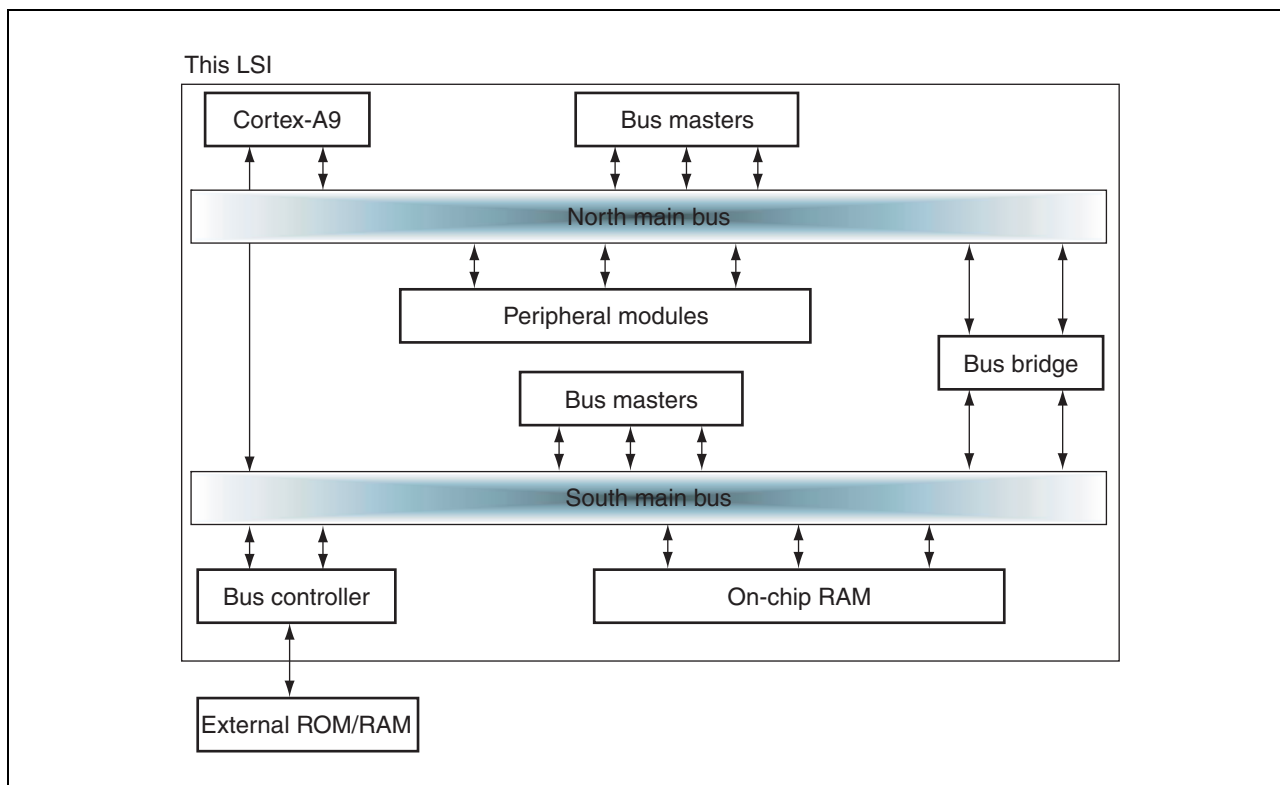 This LSI
Cortex-A9
Bus masters
North main bus
Peripheral modules
Bus bridge
Bus masters
South main bus
Bus controller
On-chip RAM
External ROM/RAM